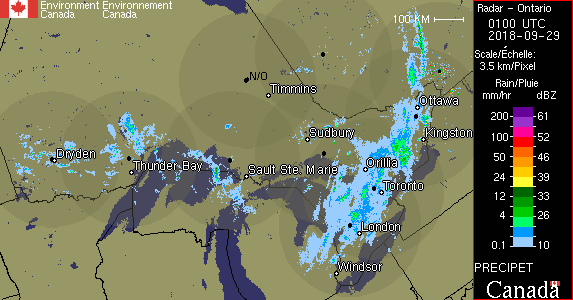 Environment Environnement
Canada Canada
100 KM
N/O
Timmins
Ottawa
Sudbury
Kingston
Dryden
Thunder Bay
Sault Ste. Marie
Orillia
Toronto
London
Windsor
Radar - Ontario
0100 UTC
2018-09-29
Scale/Échelle:
3.5 km/Pixel
Rain/Pluie
mm/hr dBZ
200 61
100 56
50 46
24 39
12 33
4 26
0.1 10
PRECIPET
Canada